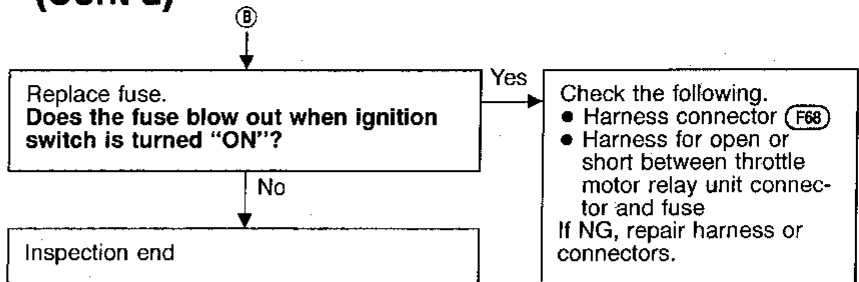 (Cont'd)
B
Replace fuse.
Does the fuse blow out when ignition
switch is turned "ON"?
Yes
Check the following.
● Harness connector F68
● Harness for open or
short between throttle
motor relay unit connec-
tor and fuse
If NG, repair harness or
connectors.
No
Inspection end